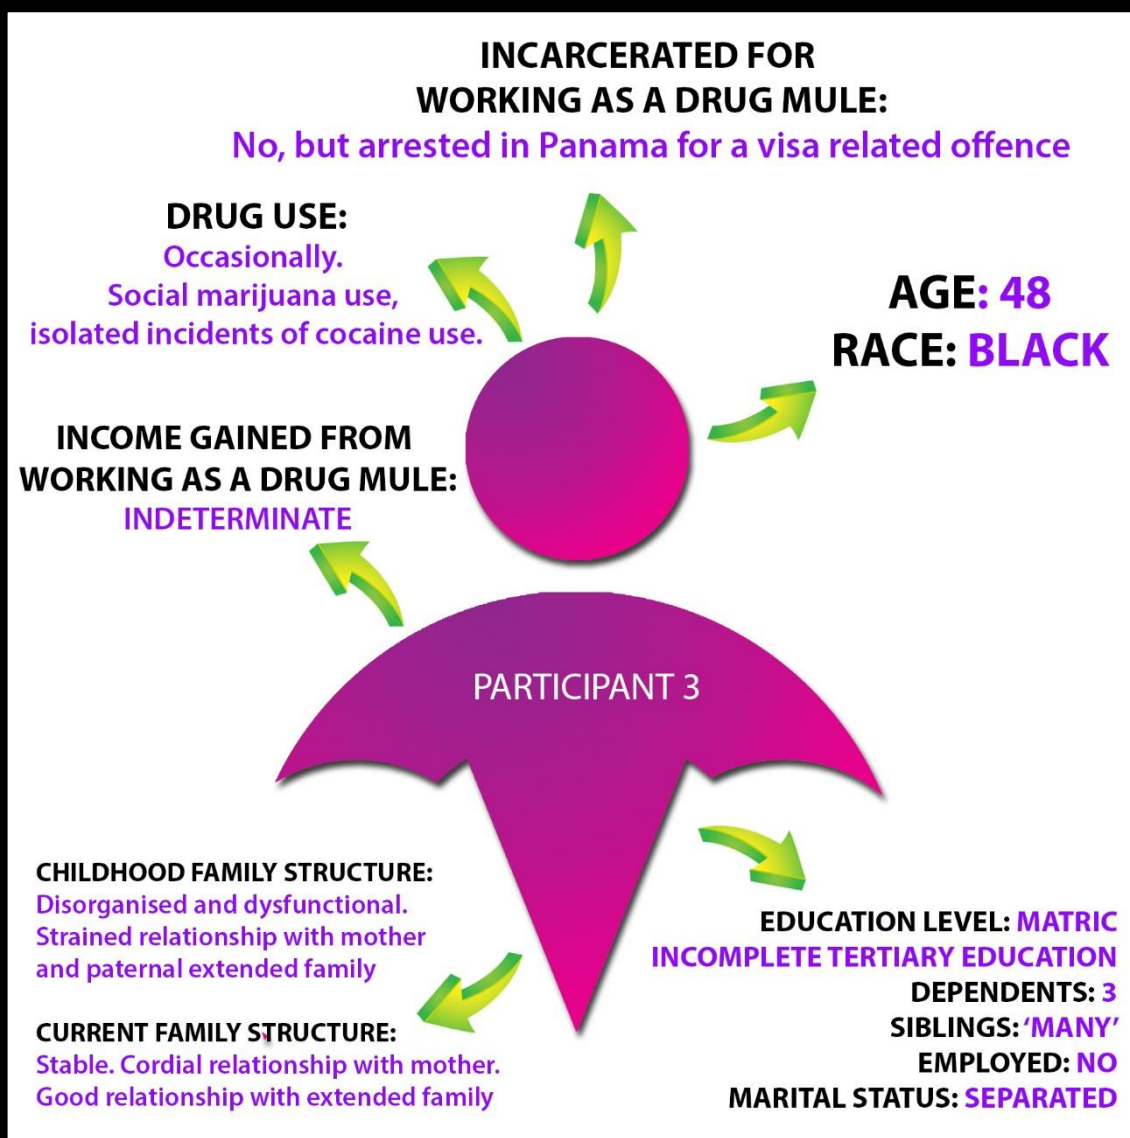 INCARCERATED FOR
WORKING AS A DRUG MULE:
No, but arrested in Panama for a visa related offence
DRUG USE:
Occasionally.
Social marijuana use,
isolated incidents of cocaine use.
AGE: 48
RACE: BLACK
INCOME GAINED FROM
WORKING AS A DRUG MULE:
INDETERMINATE
PARTICIPANT 3
CHILDHOOD FAMILY STRUCTURE:
Disorganised and dysfunctional.
Strained relationship with mother
and paternal extended family
CURRENT FAMILY STRUCTURE:
Stable. Cordial relationship with mother.
Good relationship with extended family
EDUCATION LEVEL: MATRIC
INCOMPLETE TERTIARY EDUCATION
DEPENDENTS: 3
SIBLINGS: ‘MANY’
EMPLOYED: NO
MARITAL STATUS: SEPARATED